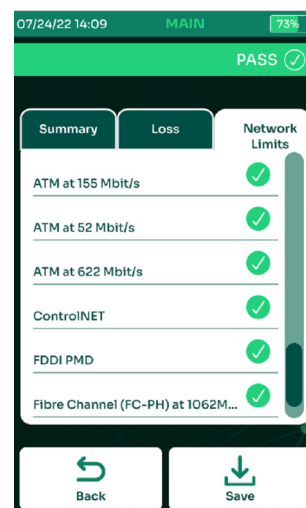 07/24/22 14:09 MAIN 73%
PASS
Summary Loss Network
Limits
ATM at 155 Mbit/s
ATM at 52 Mbit/s
ATM at 622 Mbit/s
ControlNET
FDDI PMD
Fibre Channel (FC-PH) at 1062M...
Back Save